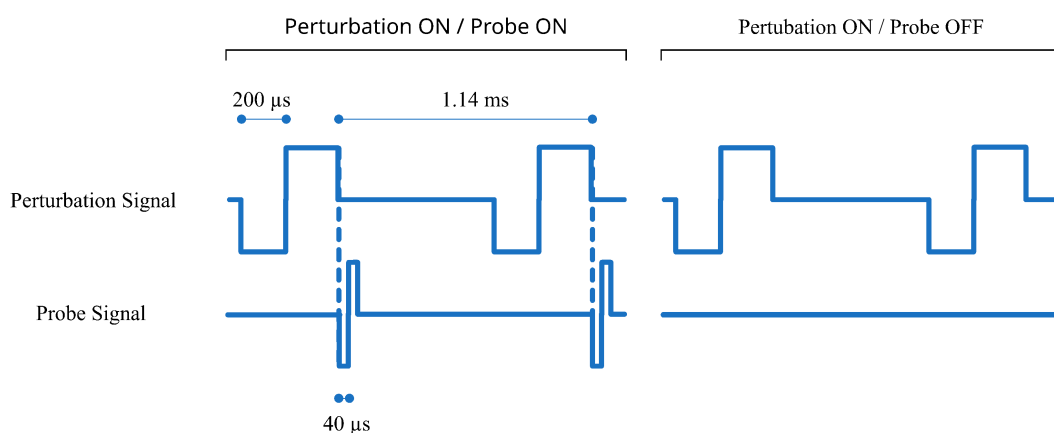 Perturbation ON / Probe ON
Pertubation ON / Probe OFF
200 µs
1.14 ms
Perturbation Signal
Probe Signal
40 µs